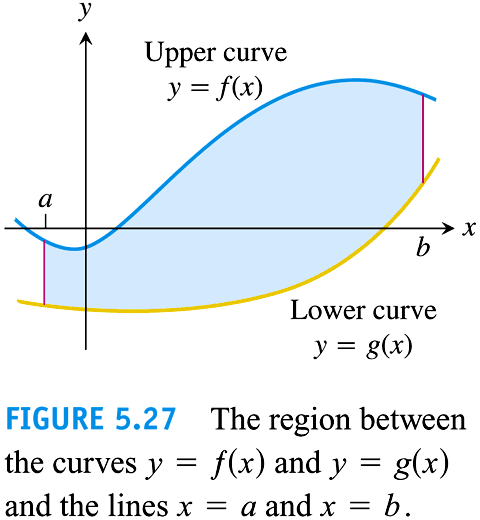 y
Upper curve
y = f(x)
a
x
b
Lower curve
y = g(x)
FIGURE 5.27 The region between
the curves y = f(x) and y = g(x)
and the lines x = a and x = b.